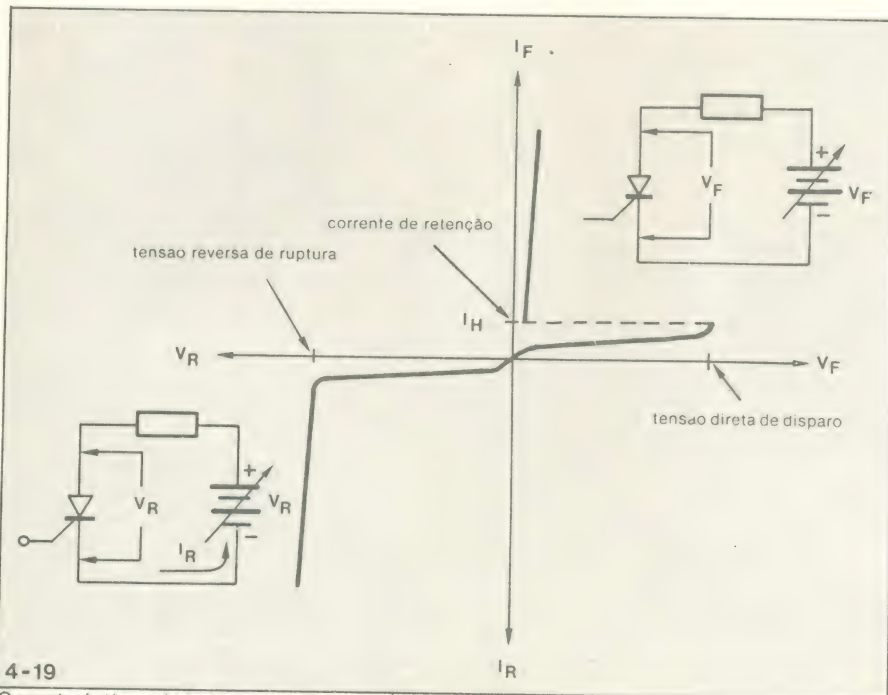 I_F
+
V_F
V_F
-
corrente de retenção
tensao reversa de ruptura
I_H
V_R
V_F
tensao direta de disparo
+
V_R
V_R
I_R
-
4-19
I_R